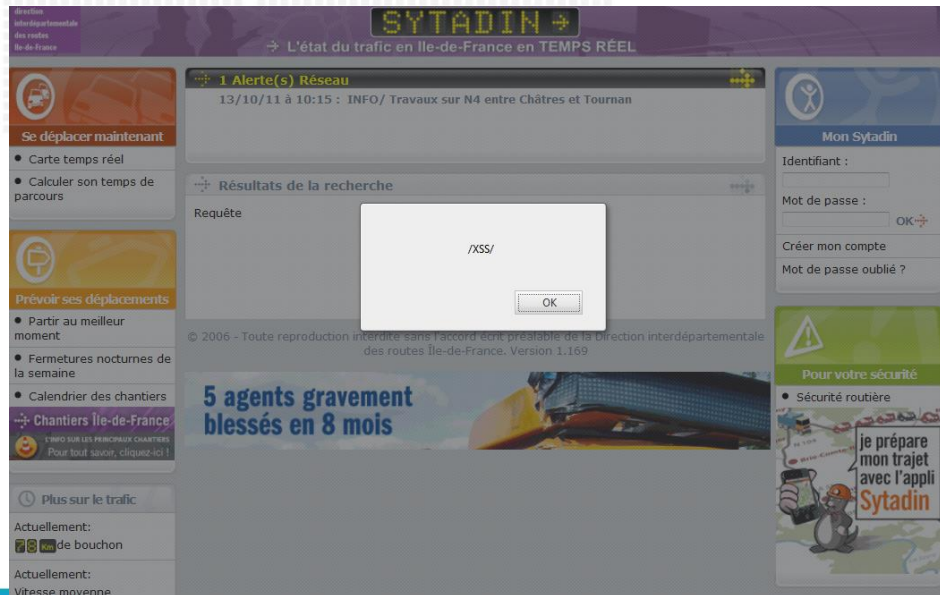 direction
interdépartementale
des routes
Ile-de-France
SYTADIN
L'état du trafic en Ile-de-France en TEMPS RÉEL
Se déplacer maintenant
• Carte temps réel
• Calculer son temps de
parcours
Prévoir ses déplacements
• Partir au meilleur
moment
• Fermetures nocturnes de
la semaine
• Calendrier des chantiers
Chantiers Île-de-France
L'INFO SUR LES PRINCIPAUX CHANTIERS
Pour tout savoir, cliquez-ici !
Plus sur le trafic
Actuellement:
78 Km de bouchon
Actuellement:
Vitesse moyenne
1 Alerte(s) Réseau
13/10/11 à 10:15 : INFO/ Travaux sur N4 entre Châtres et Tournan
Résultats de la recherche
Requête
/XSS/
OK
© 2006 - Toute reproduction interdite sans l'accord écrit préalable de la Direction interdépartementale
des routes Île-de-France. Version 1.169
5 agents gravement
blessés en 8 mois
Mon Sytadin
Identifiant :
Mot de passe :
OK
Créer mon compte
Mot de passe oublié ?
Pour votre sécurité
• Sécurité routière
je prépare
mon trajet
avec l'appli
Sytadin